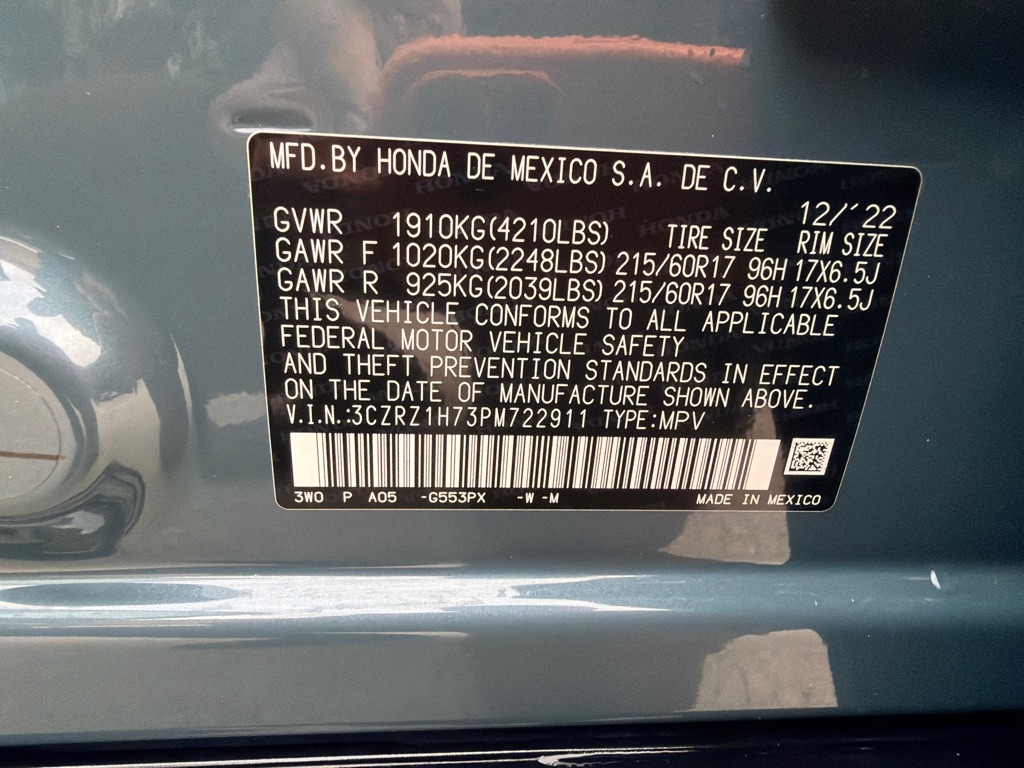 MFD.BY HONDA DE MEXICO S.A. DE C.V.
12/'22
GVWR 1910KG(4210LBS) TIRE SIZE RIM SIZE
GAWR F 1020KG(2248LBS) 215/60R17 96H 17X6.5J
GAWR R 925KG(2039LBS) 215/60R17 96H 17X6.5J
THIS VEHICLE CONFORMS TO ALL APPLICABLE
FEDERAL MOTOR VEHICLE SAFETY
AND THEFT PREVENTION STANDARDS IN EFFECT
ON THE DATE OF MANUFACTURE SHOWN ABOVE.
V.I.N.:3CZRZ1H73PM722911 TYPE:MPV
3W0 P A05 -G553PX -W -M MADE IN MEXICO